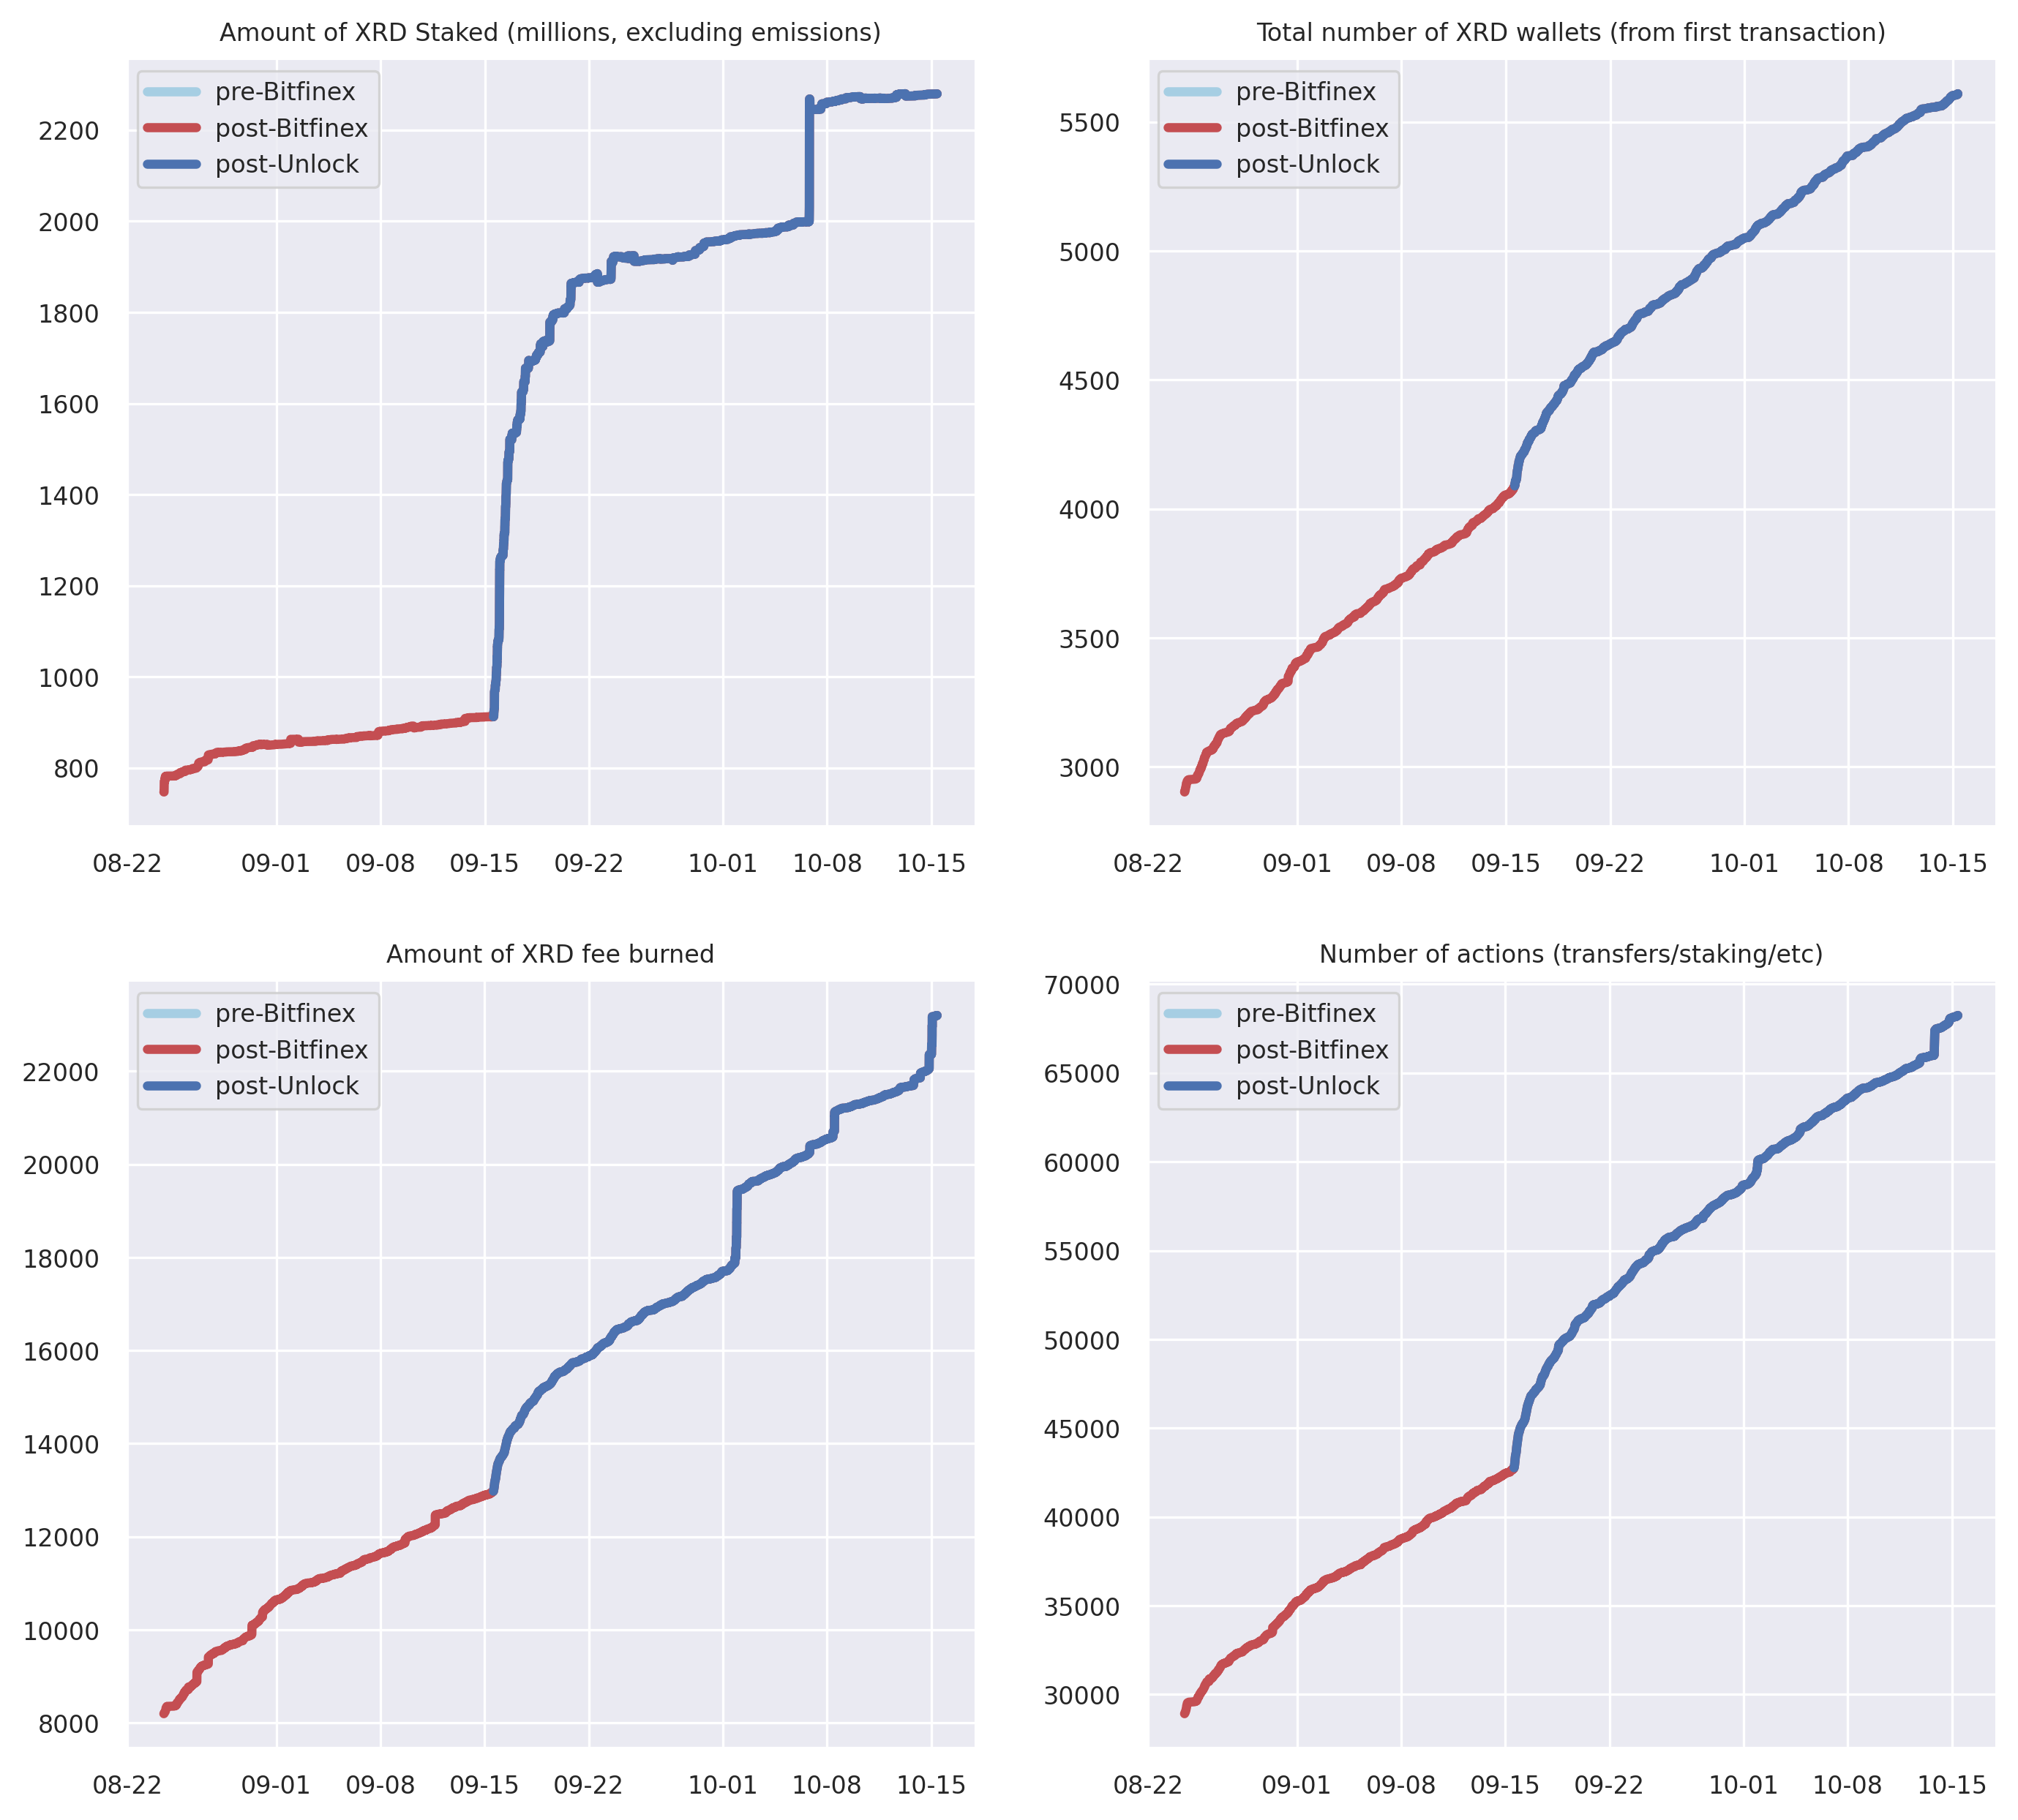 Amount of XRD Staked (millions, excluding emissions)
pre-Bitfinex
post-Bitfinex
post-Unlock
2200
2000
1800
1600
1400
1200
1000
800
08-22 09-01 09-08 09-15 09-22 10-01 10-08 10-15
Total number of XRD wallets (from first transaction)
pre-Bitfinex
post-Bitfinex
post-Unlock
5500
5000
4500
4000
3500
3000
08-22 09-01 09-08 09-15 09-22 10-01 10-08 10-15
Amount of XRD fee burned
pre-Bitfinex
post-Bitfinex
post-Unlock
22000
20000
18000
16000
14000
12000
10000
8000
08-22 09-01 09-08 09-15 09-22 10-01 10-08 10-15
Number of actions (transfers/staking/etc)
70000
pre-Bitfinex
post-Bitfinex
post-Unlock
65000
60000
55000
50000
45000
40000
35000
30000
08-22 09-01 09-08 09-15 09-22 10-01 10-08 10-15